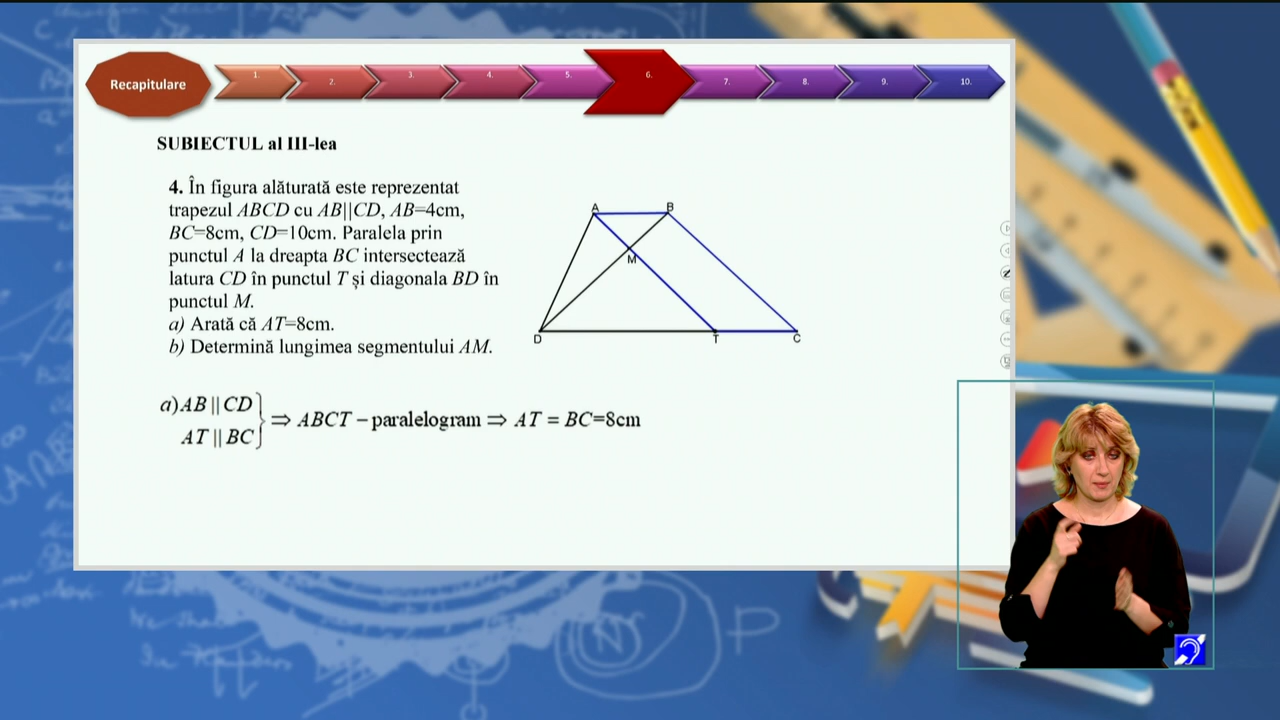 Recapitulare
1.
2.
3.
4.
5.
6.
7.
8.
9.
10.
SUBIECTUL al III-lea
4. În figura alăturată este reprezentat
trapezul ABCD cu AB||CD, AB=4cm,
BC=8cm, CD=10cm. Paralela prin
punctul A la dreapta BC intersectează
latura CD în punctul T și diagonala BD în
punctul M.
a) Arată că AT=8cm.
b) Determină lungimea segmentului AM.
A B
M
D T C
a) AB || CD
AT || BC } ⇒ ABCT – paralelogram ⇒ AT = BC=8cm
P